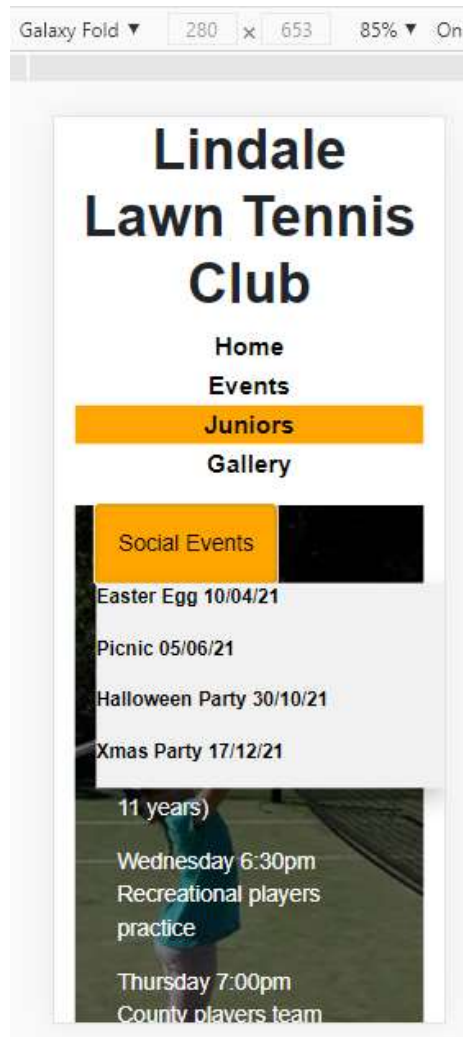 Galaxy Fold ▼ 280 x 653 85% ▼ On
Lindale
Lawn Tennis
Club
Home
Events
Juniors
Gallery
Social Events
Easter Egg 10/04/21
Picnic 05/06/21
Halloween Party 30/10/21
Xmas Party 17/12/21
11 years)
Wednesday 6:30pm
Recreational players
practice
Thursday 7:00pm
County players team